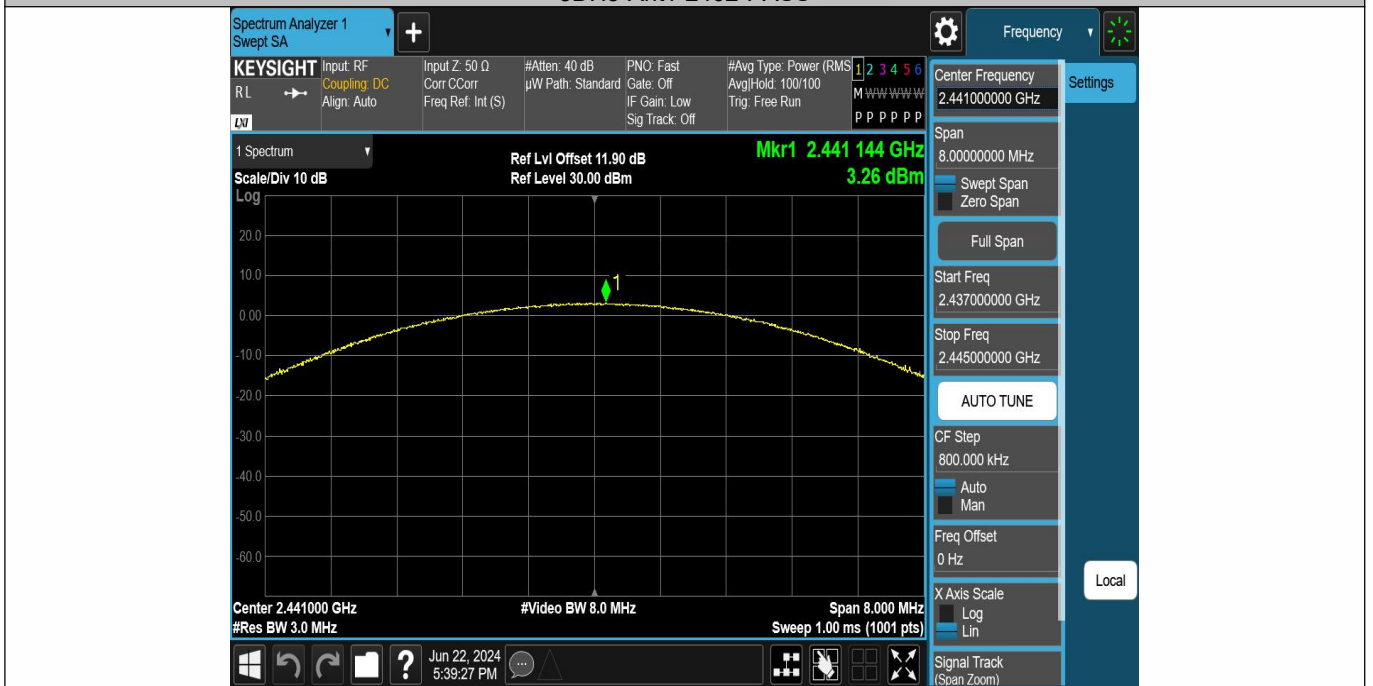 Spectrum Analyzer 1
Swept SA
Frequency
KEYSIGHT
RL
LXI
Input: RF
Coupling: DC
Align: Auto
Input Z: 50 Ω
Corr CCorr
Freq Ref: Int (S)
#Atten: 40 dB
µW Path: Standard
PNO: Fast
Gate: Off
IF Gain: Low
Sig Track: Off
#Avg Type: Power (RMS
Avg|Hold: 100/100
Trig: Free Run
1 2 3 4 5 6
M W W W W W
P P P P P P
1 Spectrum
Scale/Div 10 dB
Ref Lvl Offset 11.90 dB
Ref Level 30.00 dBm
Mkr1 2.441 144 GHz
3.26 dBm
Log
20.0
10.0
0.00
-10.0
-20.0
-30.0
-40.0
-50.0
-60.0
1
Center 2.441000 GHz
#Res BW 3.0 MHz
#Video BW 8.0 MHz
Span 8.000 MHz
Sweep 1.00 ms (1001 pts)
Center Frequency
2.441000000 GHz
Settings
Span
8.00000000 MHz
Swept Span
Zero Span
Full Span
Start Freq
2.437000000 GHz
Stop Freq
2.445000000 GHz
AUTO TUNE
CF Step
800.000 kHz
Auto
Man
Freq Offset
0 Hz
X Axis Scale
Log
Lin
Local
Signal Track
(Span Zoom)
?
Jun 22, 2024
5:39:27 PM